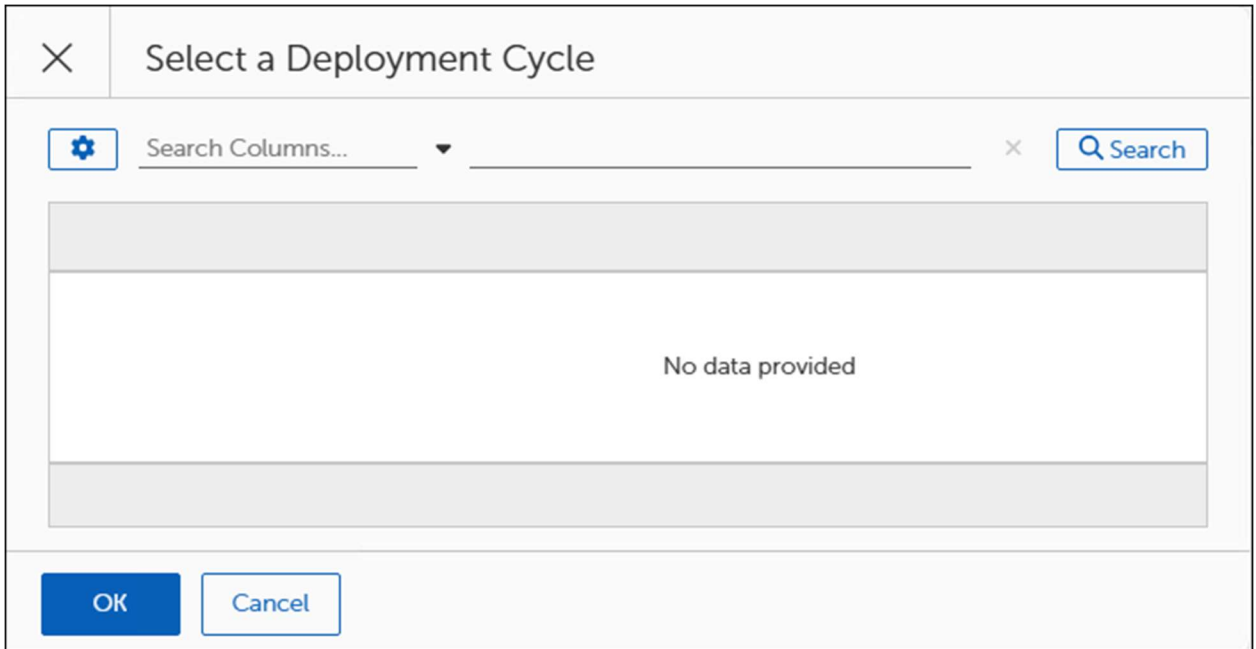 Select a Deployment Cycle
Search Columns... Search
No data provided
OK Cancel